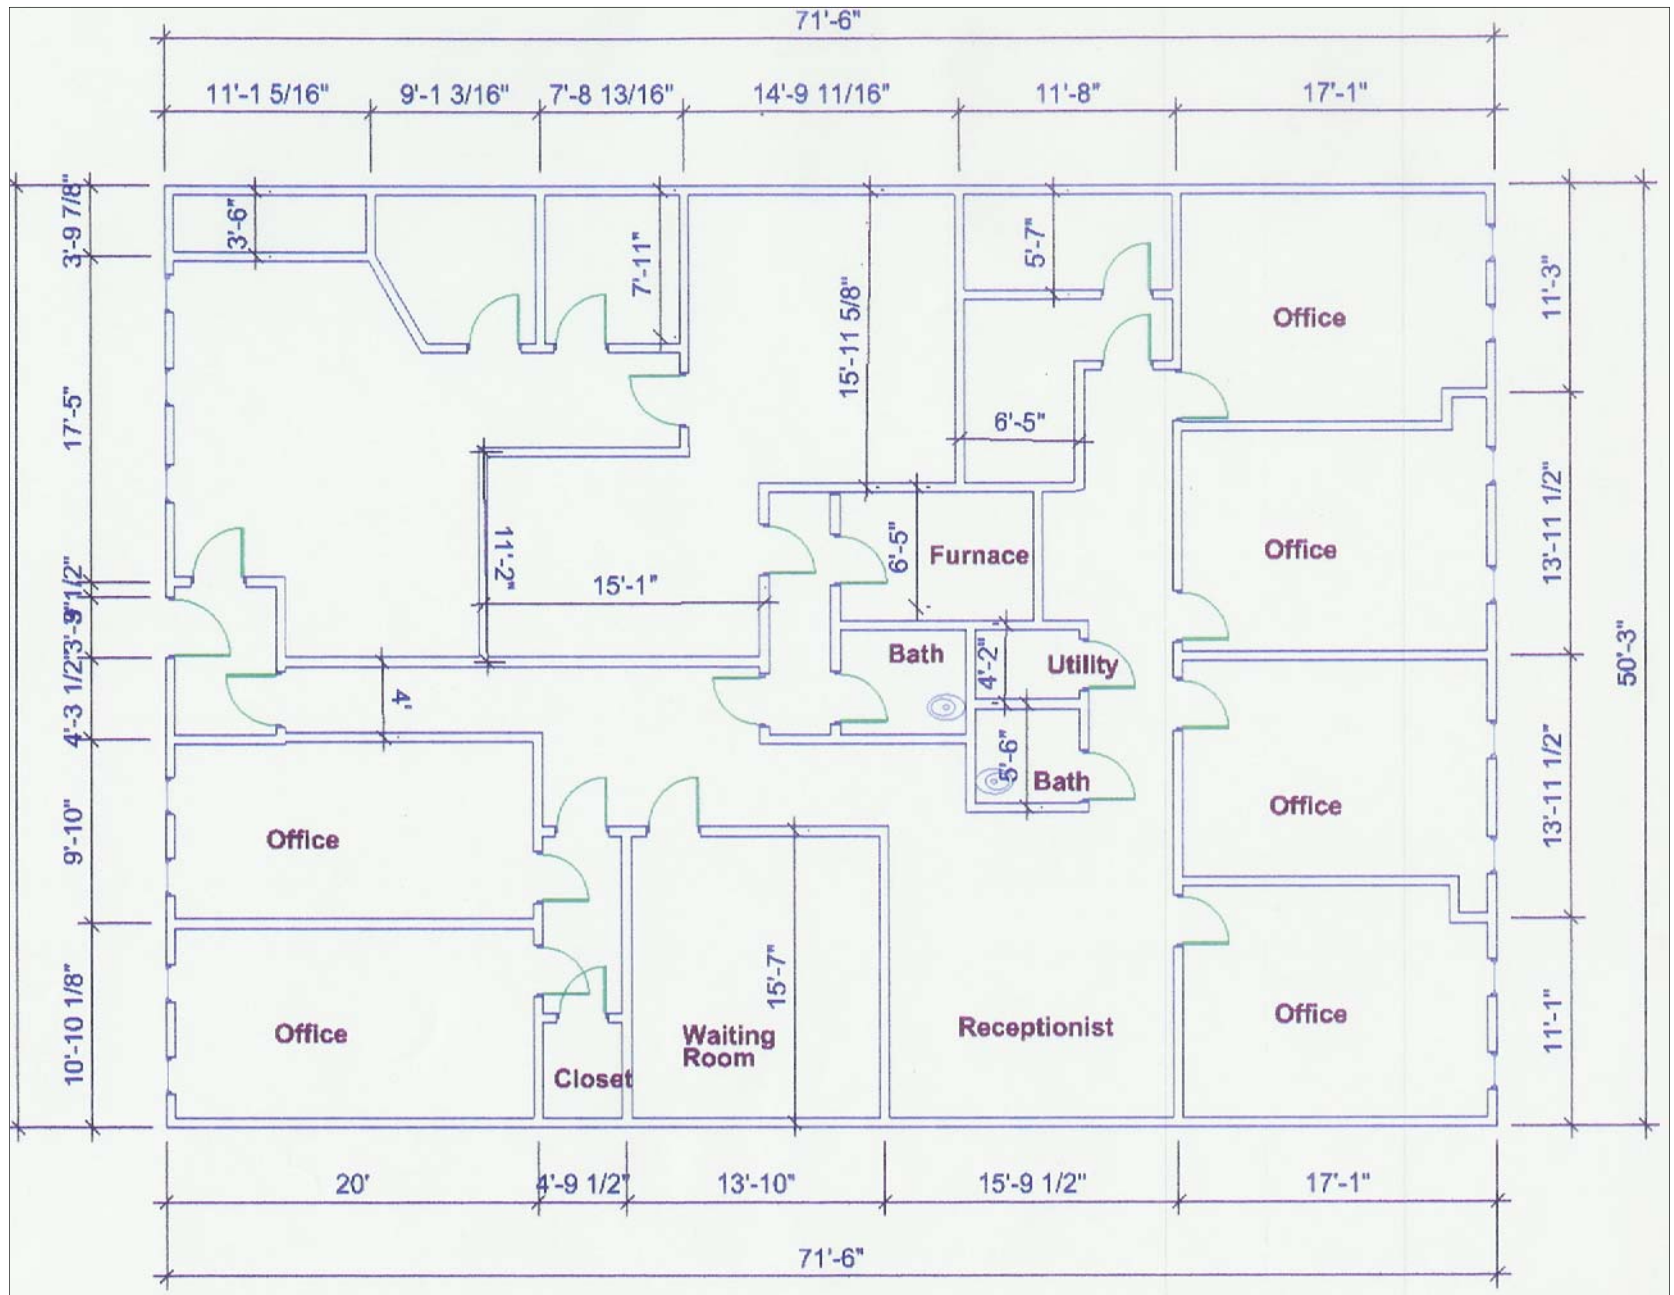 71'-6"
11'-1 5/16"
9'-1 3/16"
7'-8 13/16"
14'-9 11/16"
11'-8"
17'-1"
3'-9 7/8"
3'-6"
7'-11"
15'-11 5/8"
5'-7"
11'-3"
Office
17'-5"
6'-5"
11'-2"
15'-1"
6'-5"
Furnace
Office
13'-11 1/2"
50'-3"
4'-3 1/2"
4'
Bath
4'-2"
Utility
5'-6"
Bath
Office
13'-11 1/2"
9'-10"
Office
15'-7"
10'-10 1/8"
Office
Closet
Waiting
Room
Receptionist
Office
11'-1"
20'
4'-9 1/2"
13'-10"
15'-9 1/2"
17'-1"
71'-6"